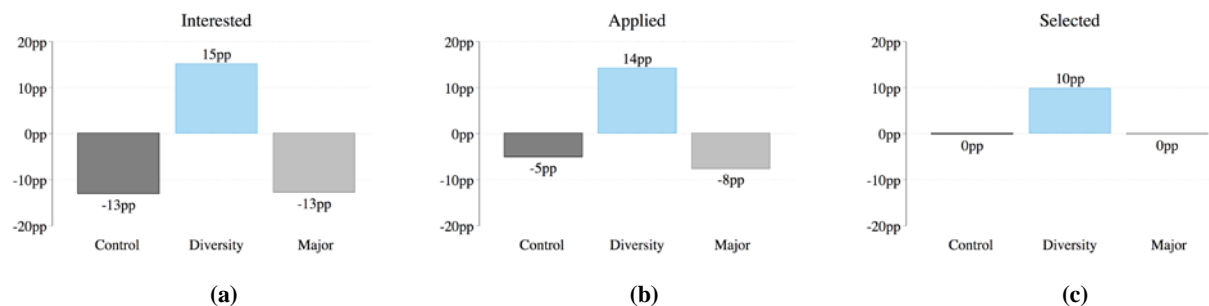 Interested
20pp
10pp
0pp
-10pp
-20pp
15pp
-13pp
-13pp
Control Diversity Major
(a)
Applied
20pp
10pp
0pp
-10pp
-20pp
14pp
-5pp
-8pp
Control Diversity Major
(b)
Selected
20pp
10pp
0pp
-10pp
-20pp
10pp
0pp
0pp
Control Diversity Major
(c)